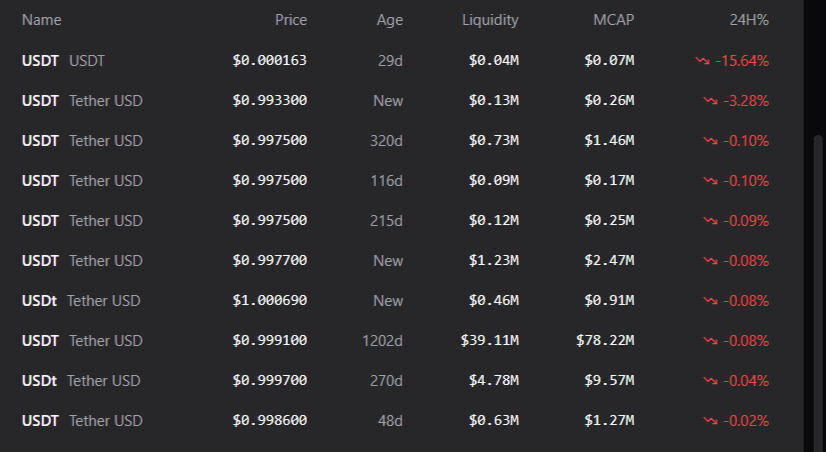 Name Price Age Liquidity MCAP 24H%
USDT USDT $0.000163 29d $0.04M $0.07M -15.64%
USDT Tether USD $0.993300 New $0.13M $0.26M -3.28%
USDT Tether USD $0.997500 320d $0.73M $1.46M -0.10%
USDT Tether USD $0.997500 116d $0.09M $0.17M -0.10%
USDT Tether USD $0.997500 215d $0.12M $0.25M -0.09%
USDT Tether USD $0.997700 New $1.23M $2.47M -0.08%
USDt Tether USD $1.000690 New $0.46M $0.91M -0.08%
USDT Tether USD $0.999100 1202d $39.11M $78.22M -0.08%
USDt Tether USD $0.999700 270d $4.78M $9.57M -0.04%
USDT Tether USD $0.998600 48d $0.63M $1.27M -0.02%